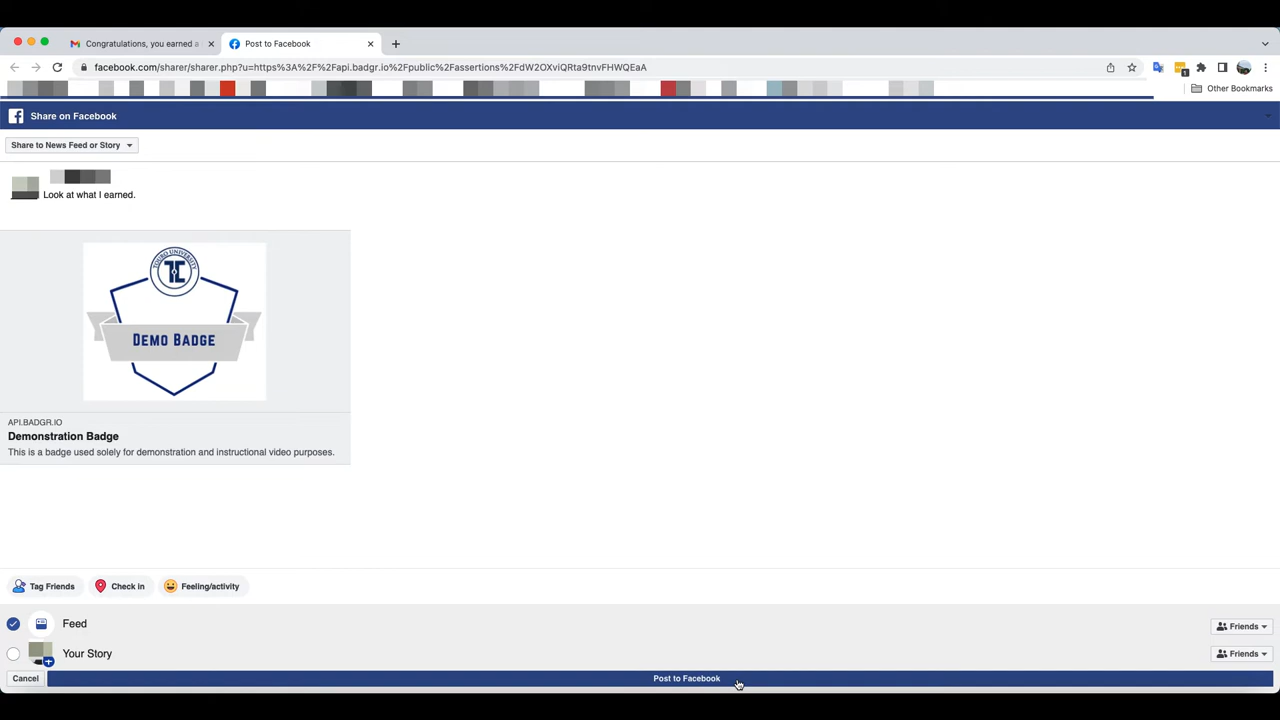 Congratulations, you earned a
Post to Facebook
facebook.com/sharer/sharer.php?u=https%3A%2F%2Fapi.badgr.io%2Fpublic%2Fassertions%2FdW2OXviQRta9tnvFHWQEaA
Other Bookmarks
Share on Facebook
Share to News Feed or Story
Look at what I earned.
TOURO UNIVERSITY
DEMO BADGE
API.BADGR.IO
Demonstration Badge
This is a badge used solely for demonstration and instructional video purposes.
Tag Friends
Check in
Feeling/activity
Feed
Friends
Your Story
Friends
Cancel
Post to Facebook